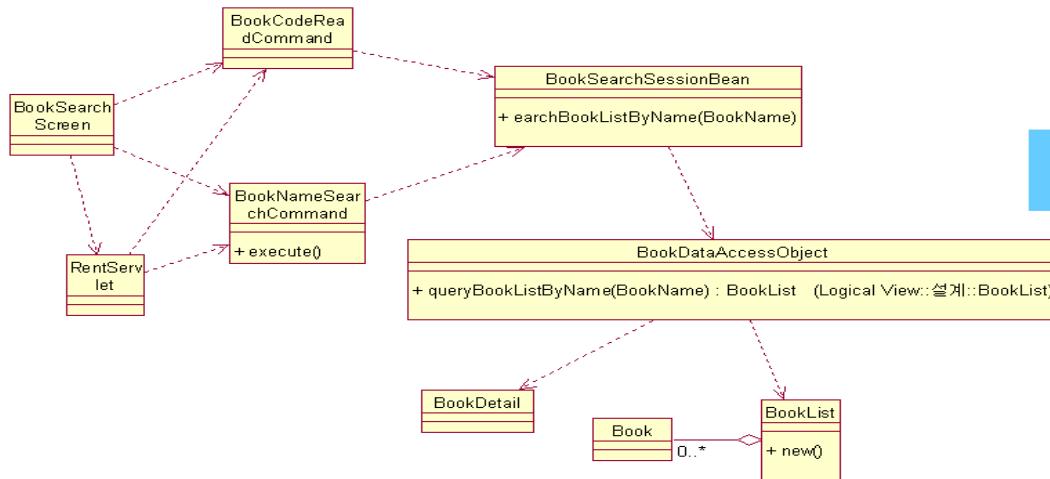 BookCodeRea
dCommand
BookSearchSessionBean
+ earchBookListByName(BookName)
BookSearch
Screen
BookNameSear
chCommand
+ execute()
RentServ
let
BookDataAccessObject
+ queryBookListByName(BookName) : BookList (Logical View::설계::BookList)
BookDetail
BookList
+ new()
Book
0..*